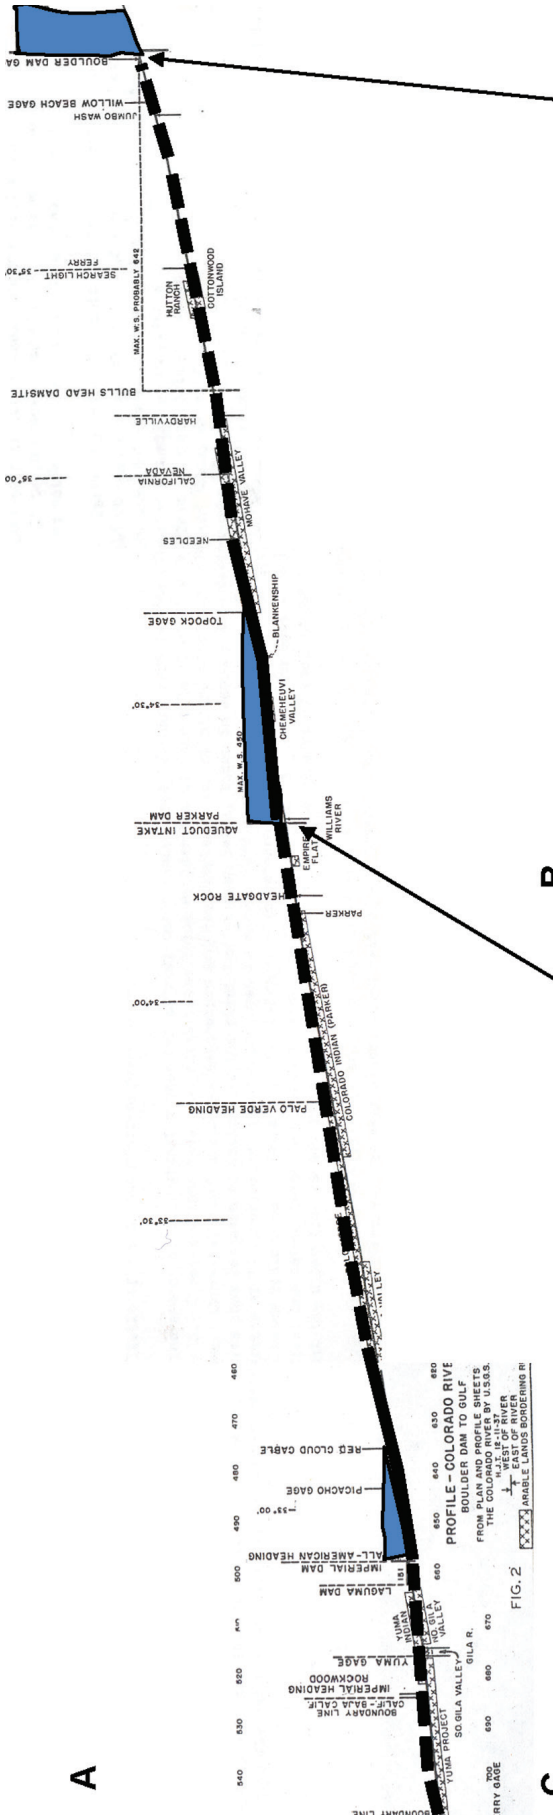 BOULDER DAM GA
WILLOW BEACH GAGE
JUMBO WASH
MAX. W.S. PROBABLY 642
35°30'
SEARCHLIGHT
FERRY
HUTTON
RANCH
COTTONWOOD
ISLAND
BULLS HEAD DAMSITE
HARDYVILLE
35°00'
NEVADA
CALIFORNIA
MOHAVE VALLEY
NEEDLES
TOPOCK GAGE
BLANKENSHIP
34°30'
CHEMEHUEVI
VALLEY
MAX. W.S. 450
PARKER DAM
AQUEDUCT INTAKE
WILLIAMS
RIVER
EMPIRE
FLAT
B
HEADGATE ROCK
PARKER
34°00'
COLORADO INDIAN (PARKER)
PALO VERDE HEADING
33°30'
VALLEY
460
470
480
490
500
520
530
540
RED CLOUD CABLE
PICACHO GAGE
33°00'
ALL-AMERICAN HEADING
IMPERIAL DAM
LAGUNA DAM
151
YUMA
INDIAN
NO. GILA
VALLEY
YUMA GAGE
GILA R.
SO. GILA VALLEY
ROCKWOOD
IMPERIAL HEADING
CALIF.-BAJA CALIF.
BOUNDARY LINE
YUMA PROJECT
BOUNDARY LINE
RRY GAGE
620
630
640
650
660
670
680
690
700
PROFILE - COLORADO RIVE
BOULDER DAM TO GULF
FROM PLAN AND PROFILE SHEETS
THE COLORADO RIVER BY U.S.G.S.
H.J.T. 12-11-37
WEST OF RIVER
EAST OF RIVER
ARABLE LANDS BORDERING RI
FIG. 2
A
C